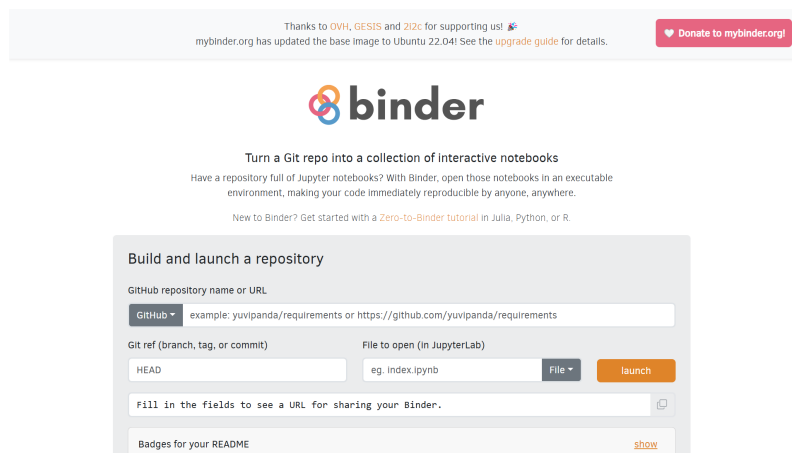 Thanks to OVH, GESIS and 2i2c for supporting us! 🎉
mybinder.org has updated the base image to Ubuntu 22.04! See the upgrade guide for details.
🤍 Donate to mybinder.org!
binder
Turn a Git repo into a collection of interactive notebooks
Have a repository full of Jupyter notebooks? With Binder, open those notebooks in an executable
environment, making your code immediately reproducible by anyone, anywhere.
New to Binder? Get started with a Zero-to-Binder tutorial in Julia, Python, or R.
Build and launch a repository
GitHub repository name or URL
GitHub example: yuvipanda/requirements or https://github.com/yuvipanda/requirements
Git ref (branch, tag, or commit) File to open (in JupyterLab)
HEAD eg. index.ipynb File launch
Fill in the fields to see a URL for sharing your Binder.
Badges for your README show